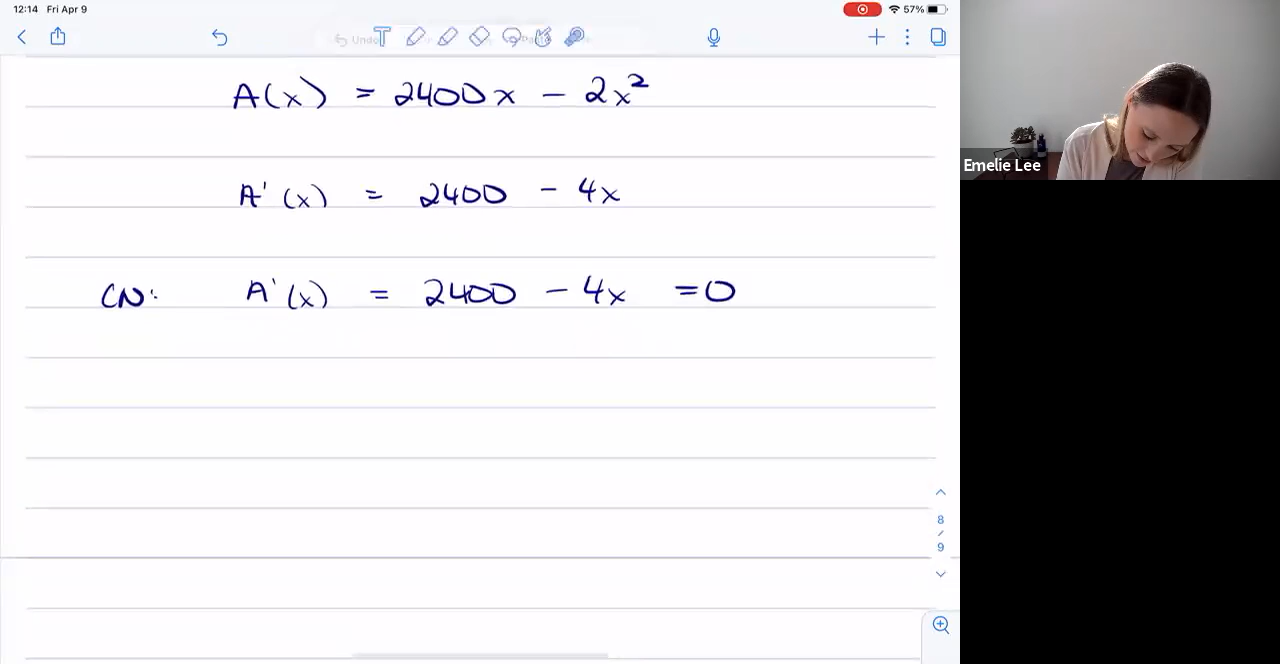 12:14 Fri Apr 9
57%
A(x) = 2400x - 2x²
A'(x) = 2400 - 4x
CN: A'(x) = 2400 - 4x = 0
Emelie Lee
8
/
9